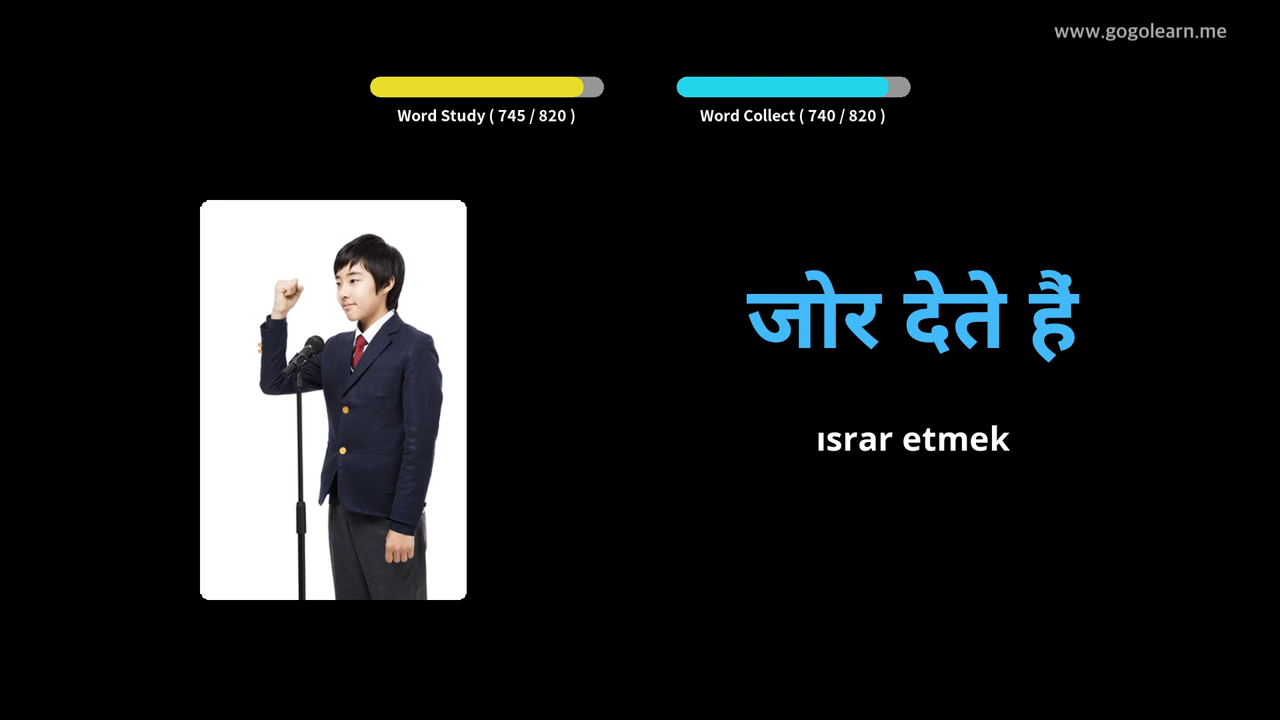 www.gogolearn.me
Word Study ( 745 / 820 )
Word Collect ( 740 / 820 )
जोर देते हैं
ısrar etmek